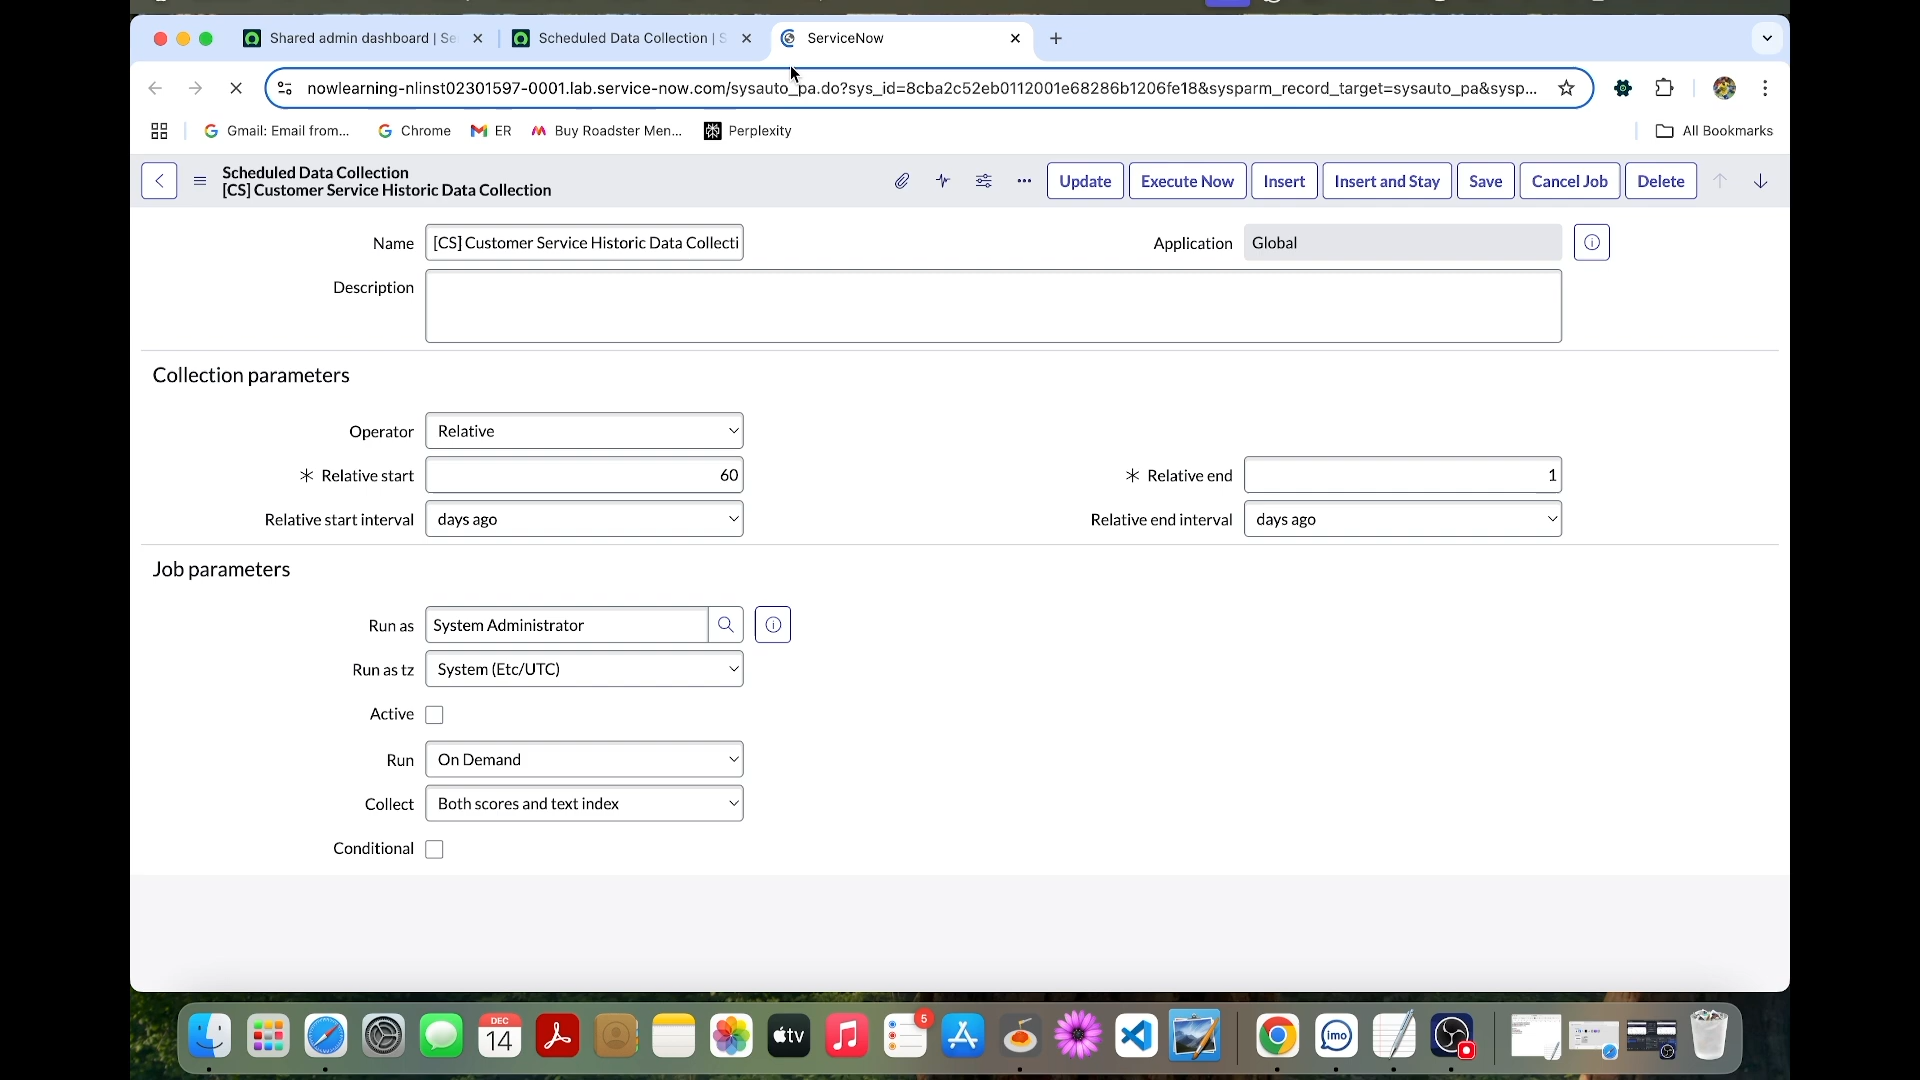 Shared admin dashboard | Se
Scheduled Data Collection | S
ServiceNow
nowlearning-nlinst02301597-0001.lab.service-now.com/sysauto_pa.do?sys_id=8cba2c52eb0112001e68286b1206fe18&sysparm_record_target=sysauto_pa&sysp...
Gmail: Email from...
Chrome
ER
Buy Roadster Men...
Perplexity
All Bookmarks
Scheduled Data Collection
[CS] Customer Service Historic Data Collection
Update
Execute Now
Insert
Insert and Stay
Save
Cancel Job
Delete
Name [CS] Customer Service Historic Data Collecti
Application Global
Description
Collection parameters
Operator Relative
* Relative start 60
* Relative end 1
Relative start interval days ago
Relative end interval days ago
Job parameters
Run as System Administrator
Run as tz System (Etc/UTC)
Active
Run On Demand
Collect Both scores and text index
Conditional
DEC
14
tv
5
imo